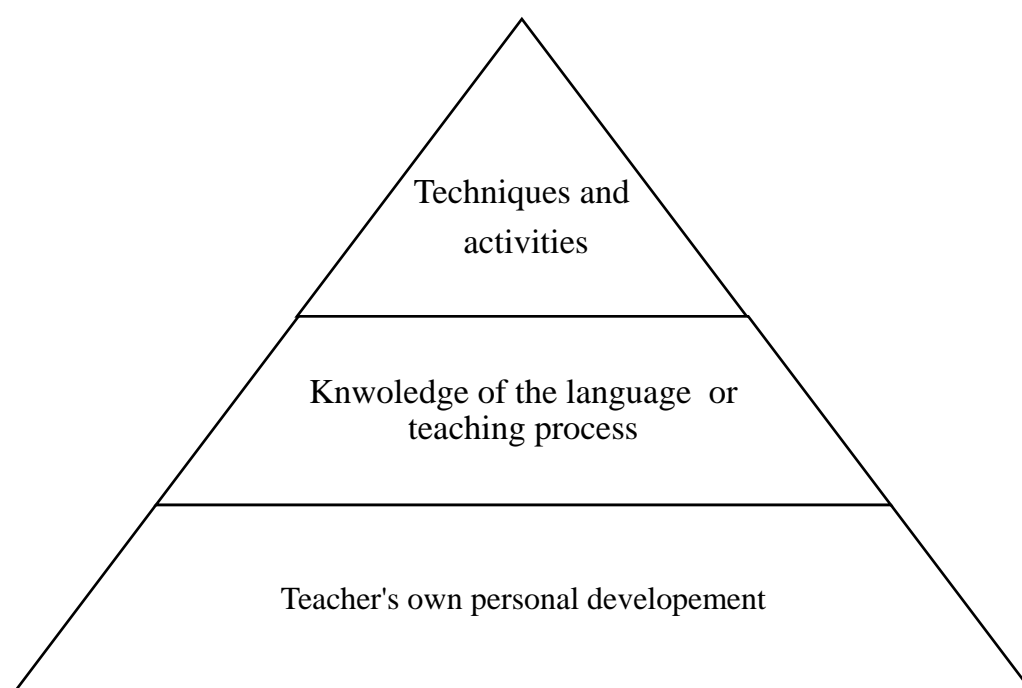 Techniques and
activities
Knwoledge of the language  or
teaching process
Teacher's own personal developement